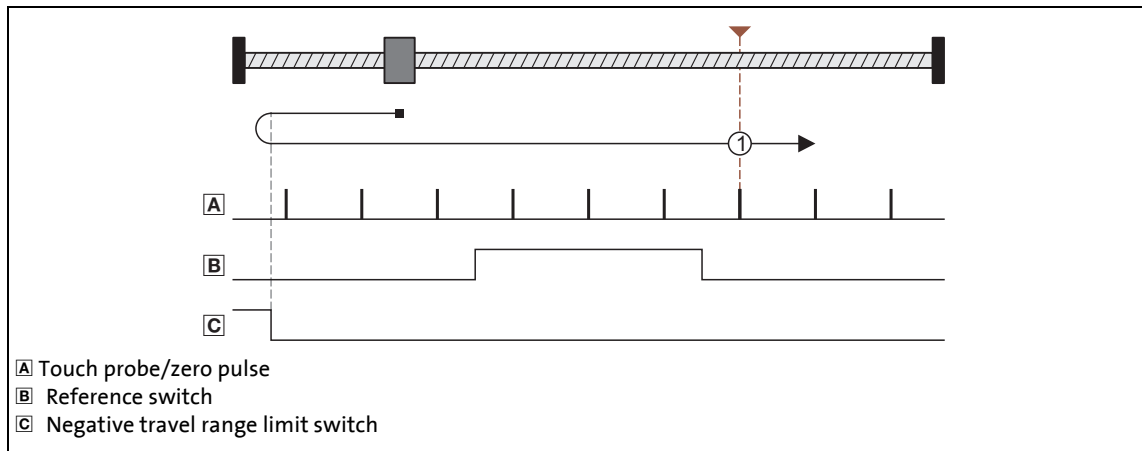 1
A
B
C
A Touch probe/zero pulse
B Reference switch
C Negative travel range limit switch